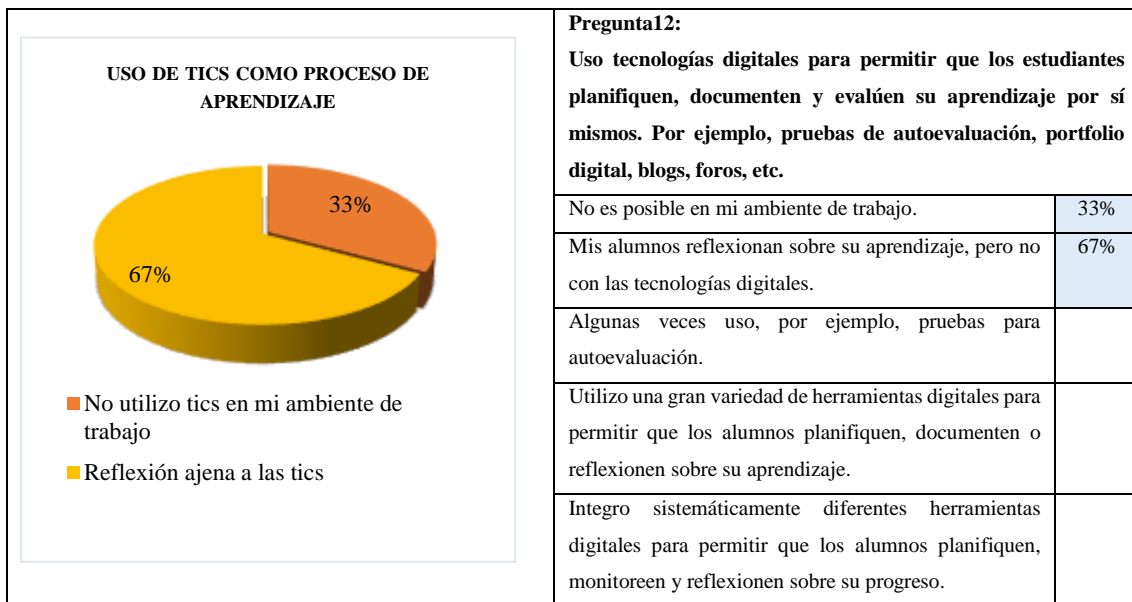 USO DE TICS COMO PROCESO DE
APRENDIZAJE
33%
67%
No utilizo tics en mi ambiente de
trabajo
Reflexión ajena a las tics
Pregunta12:
Uso tecnologías digitales para permitir que los estudiantes
planifiquen, documenten y evalúen su aprendizaje por sí
mismos. Por ejemplo, pruebas de autoevaluación, portfolio
digital, blogs, foros, etc.
No es posible en mi ambiente de trabajo. 33%
Mis alumnos reflexionan sobre su aprendizaje, pero no 67%
con las tecnologías digitales.
Algunas veces uso, por ejemplo, pruebas para
autoevaluación.
Utilizo una gran variedad de herramientas digitales para
permitir que los alumnos planifiquen, documenten o
reflexionen sobre su aprendizaje.
Integro sistemáticamente diferentes herramientas
digitales para permitir que los alumnos planifiquen,
monitoreen y reflexionen sobre su progreso.